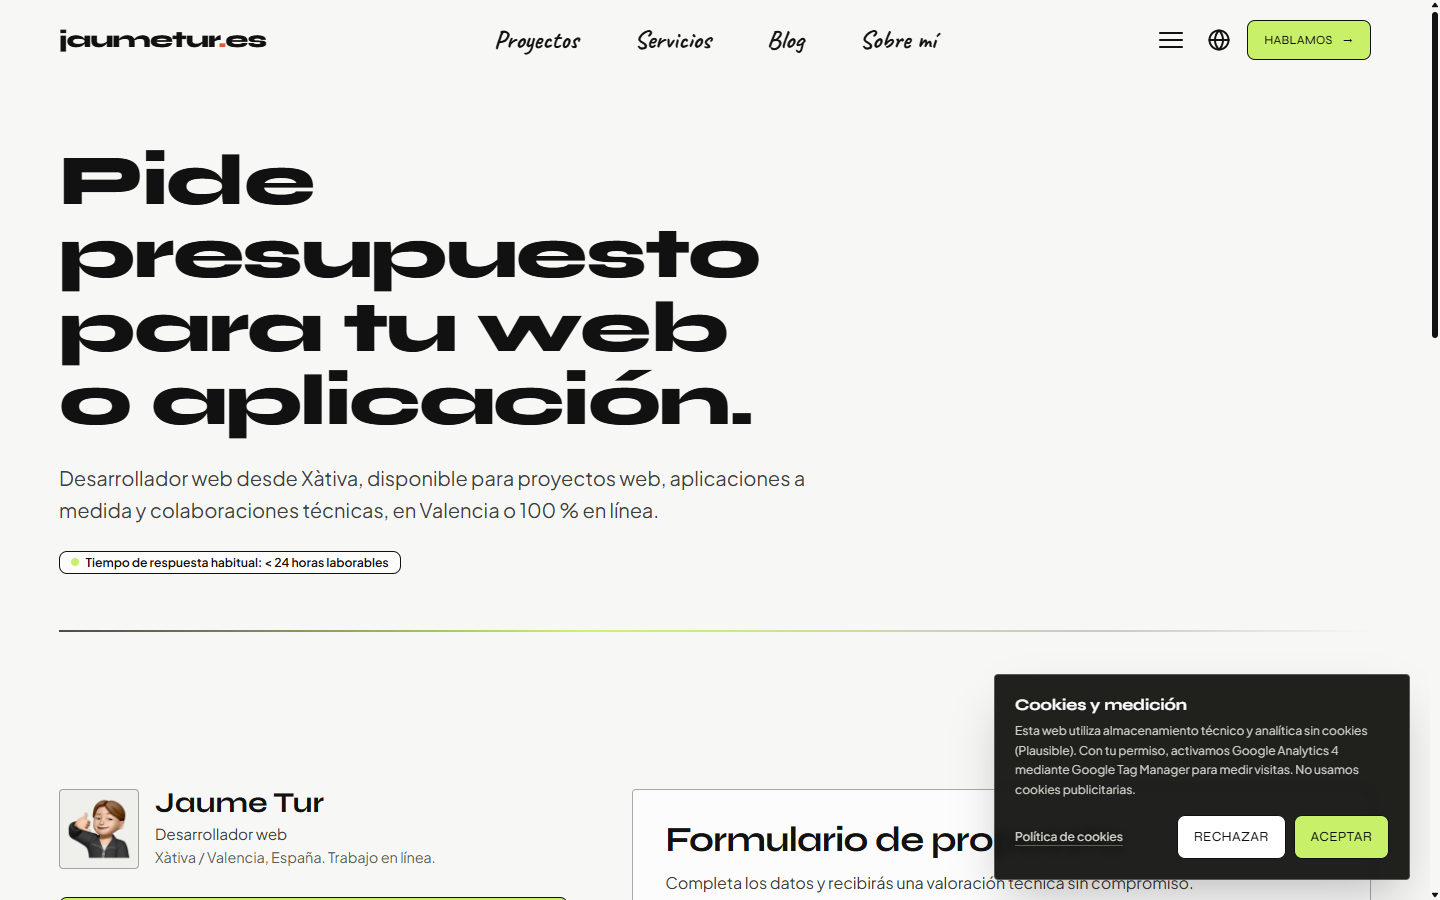 jaumetur.es
Proyectos
Servicios
Blog
Sobre mí
HABLAMOS →
Pide
presupuesto
para tu web
o aplicación.
Desarrollador web desde Xàtiva, disponible para proyectos web, aplicaciones a
medida y colaboraciones técnicas, en Valencia o 100 % en línea.
Tiempo de respuesta habitual: < 24 horas laborables
Jaume Tur
Desarrollador web
Xàtiva / Valencia, España. Trabajo en línea.
Formulario de pro
Completa los datos y recibirás una valoración técnica sin compromiso.
Cookies y medición
Esta web utiliza almacenamiento técnico y analítica sin cookies
(Plausible). Con tu permiso, activamos Google Analytics 4
mediante Google Tag Manager para medir visitas. No usamos
cookies publicitarias.
Política de cookies
RECHAZAR
ACEPTAR